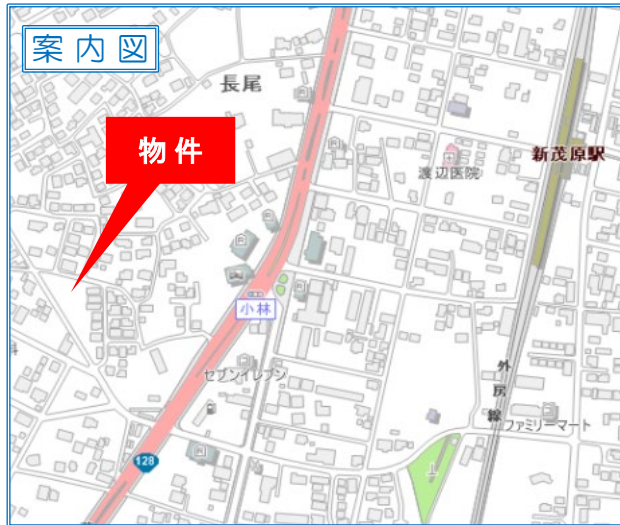 案内図
長尾
物件
新茂原駅
渡辺医院
小林
セブンイレブン
外房線
ファミリーマート
128